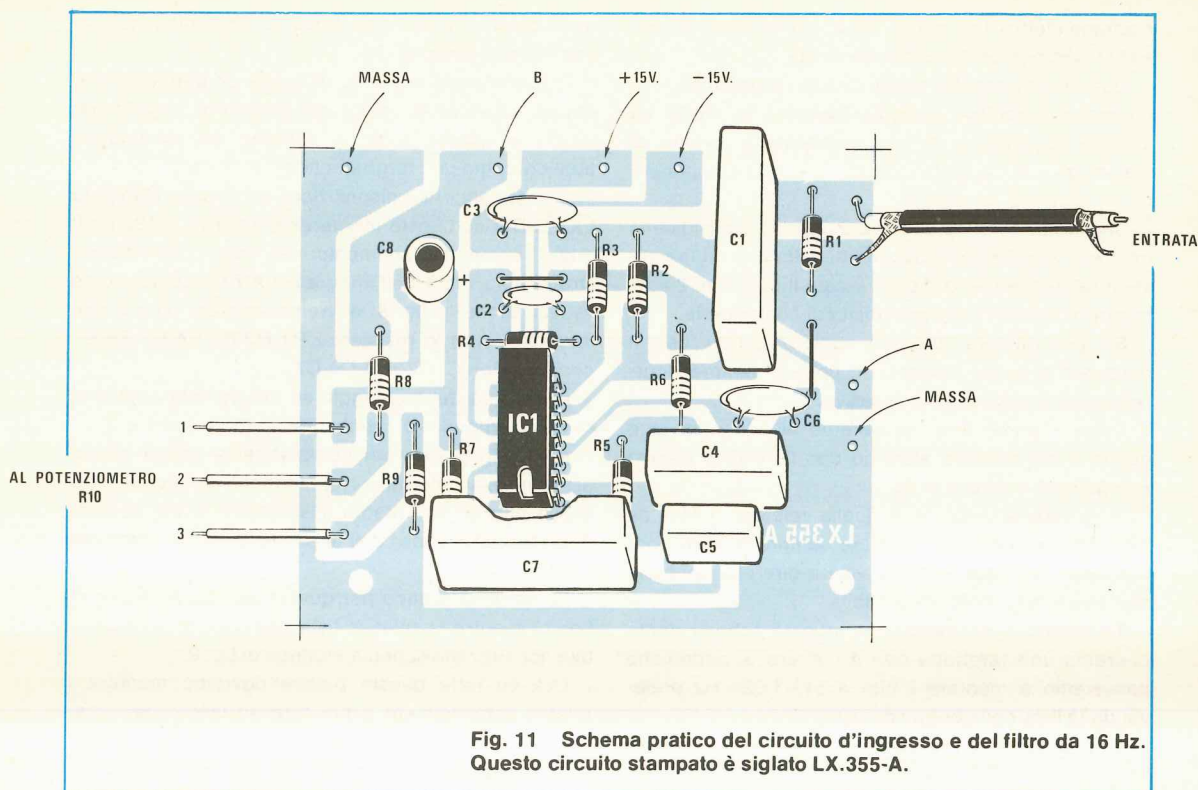 MASSA
B
+15V.
−15V.
C3
C8
+
C2
R3
R2
C1
R1
ENTRATA
R4
R8
R6
A
MASSA
C6
IC1
1
R7
R5
C4
AL POTENZIOMETRO
R10
2
R9
3
C7
C5
LX355 A
Fig. 11 Schema pratico del circuito d'ingresso e del filtro da 16 Hz.
Questo circuito stampato è siglato LX.355-A.